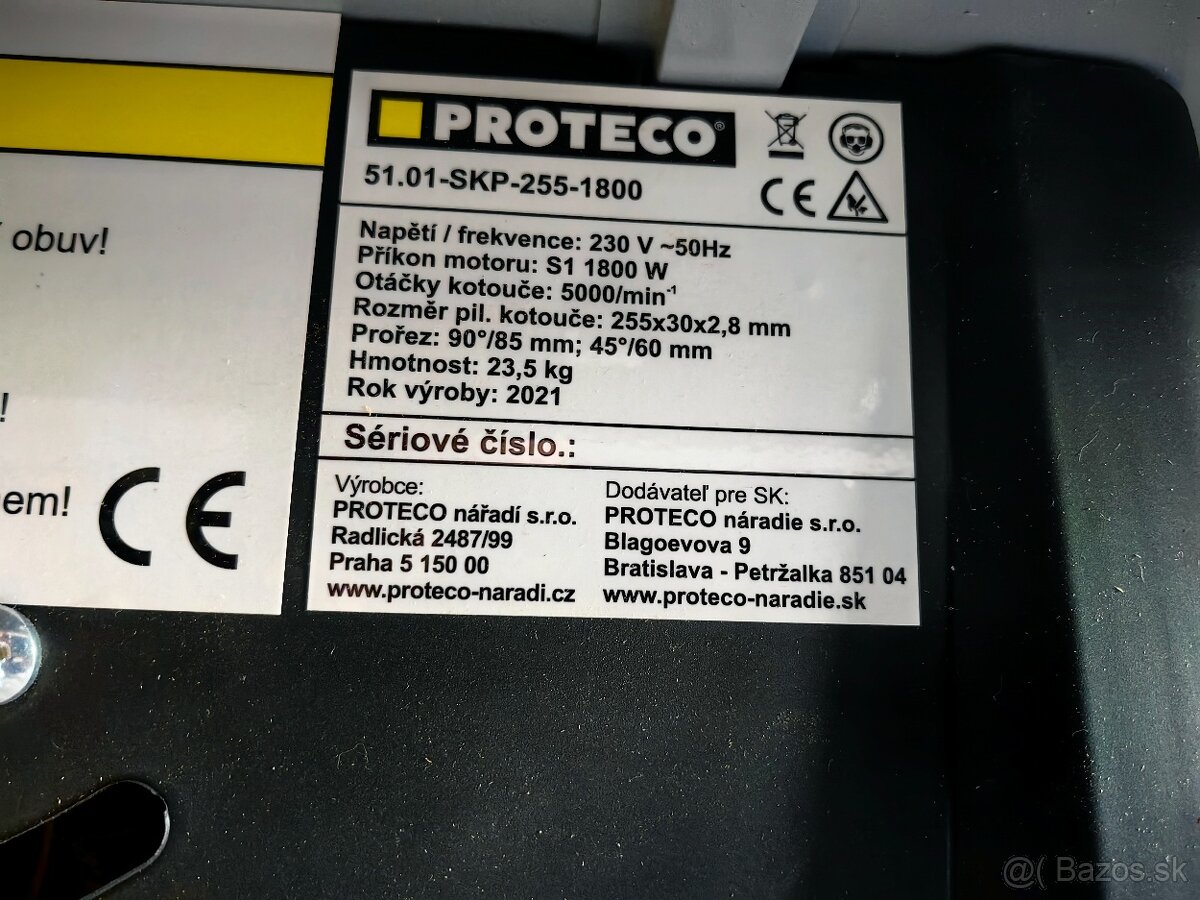 obuv!
!
nem!
CE
PROTECO®
51.01-SKP-255-1800
CE
Napětí / frekvence: 230 V ~50Hz
Příkon motoru: S1 1800 W
Otáčky kotouče: 5000/min⁻¹
Rozměr pil. kotouče: 255x30x2,8 mm
Prořez: 90°/85 mm; 45°/60 mm
Hmotnost: 23,5 kg
Rok výroby: 2021
Sériové číslo.:
Výrobce:
PROTECO nářadí s.r.o.
Radlická 2487/99
Praha 5 150 00
www.proteco-naradi.cz
Dodávateľ pre SK:
PROTECO náradie s.r.o.
Blagoevova 9
Bratislava - Petržalka 851 04
www.proteco-naradie.sk
@( Bazos.sk